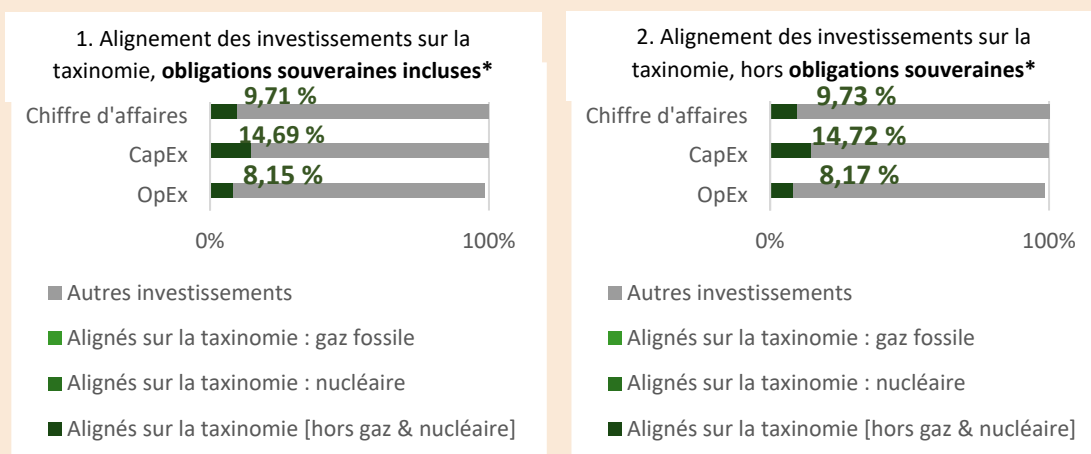 1. Alignement des investissements sur la
taxinomie, obligations souveraines incluses*
9,71 %
Chiffre d'affaires
14,69 %
CapEx
8,15 %
OpEx
0%
100%
■ Autres investissements
■ Alignés sur la taxinomie : gaz fossile
■ Alignés sur la taxinomie : nucléaire
■ Alignés sur la taxinomie [hors gaz & nucléaire]
2. Alignement des investissements sur la
taxinomie, hors obligations souveraines*
9,73 %
Chiffre d'affaires
14,72 %
CapEx
8,17 %
OpEx
0%
100%
■ Autres investissements
■ Alignés sur la taxinomie : gaz fossile
■ Alignés sur la taxinomie : nucléaire
■ Alignés sur la taxinomie [hors gaz & nucléaire]